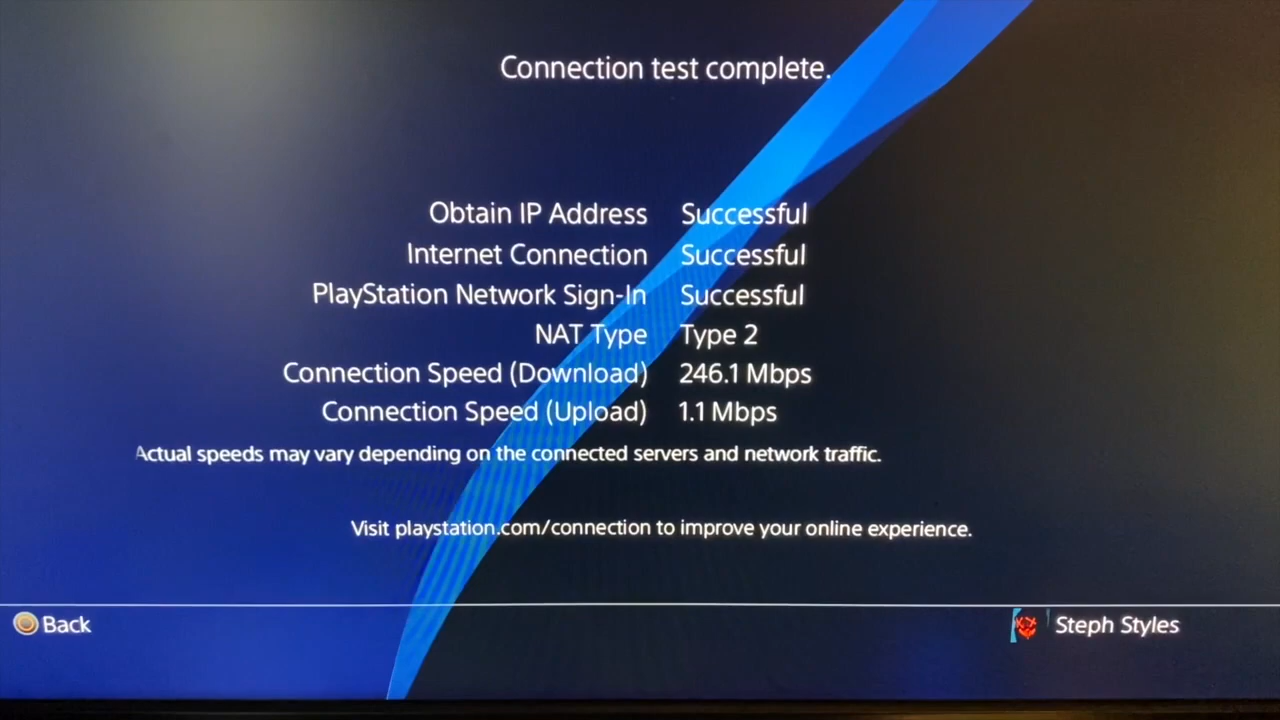 Connection test complete.
Obtain IP Address Successful
Internet Connection Successful
PlayStation Network Sign-In Successful
NAT Type Type 2
Connection Speed (Download) 246.1 Mbps
Connection Speed (Upload) 1.1 Mbps
Actual speeds may vary depending on the connected servers and network traffic.
Visit playstation.com/connection to improve your online experience.
Back Steph Styles